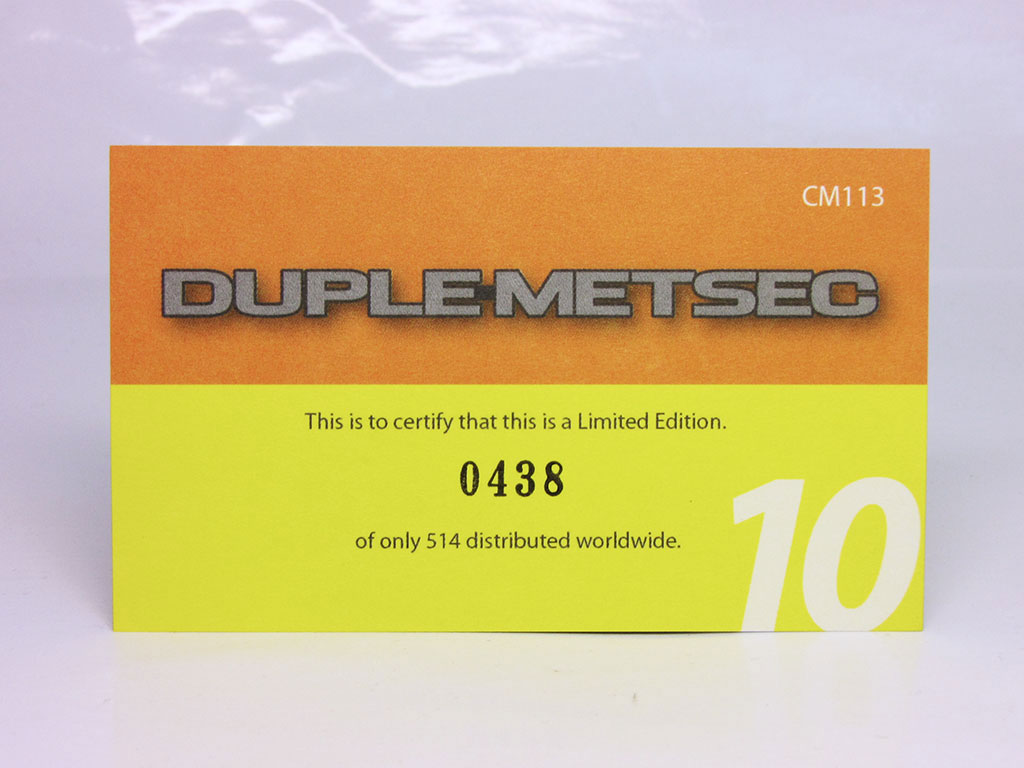 CM113
DUPLE-METSEC
This is to certify that this is a Limited Edition.
0438
of only 514 distributed worldwide.
10